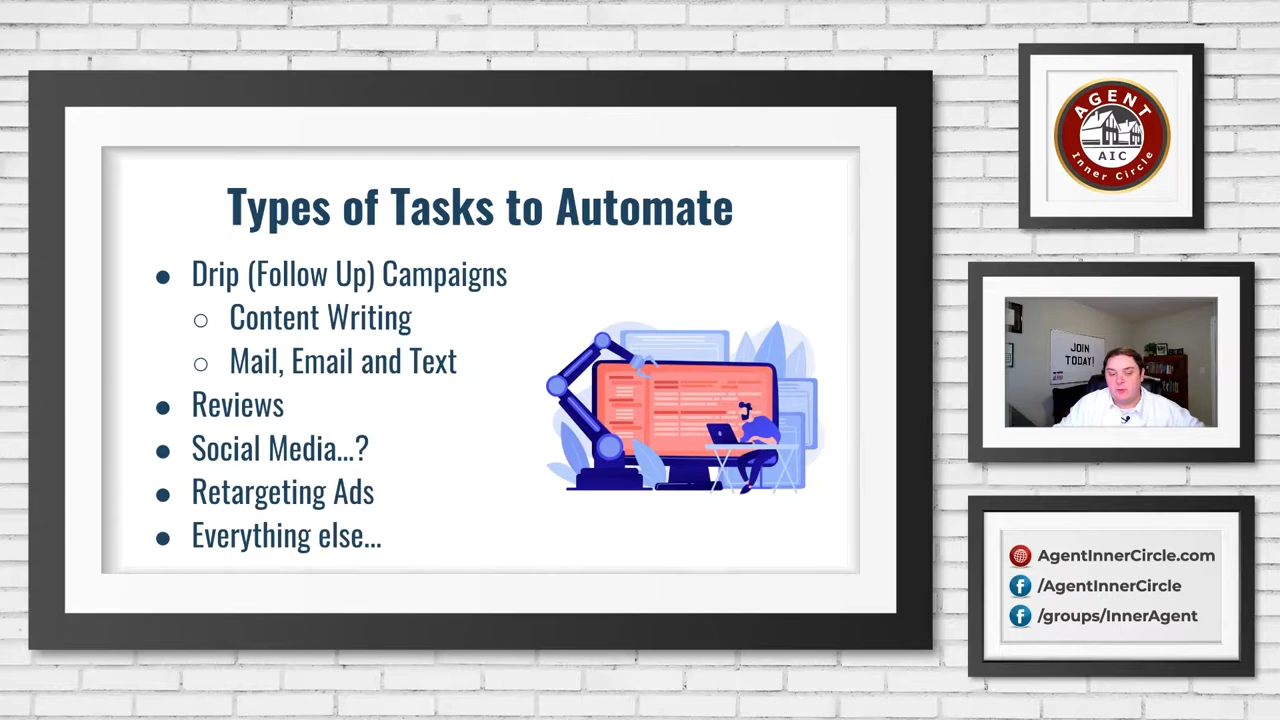 Types of Tasks to Automate
● Drip (Follow Up) Campaigns
○ Content Writing
○ Mail, Email and Text
● Reviews
● Social Media...?
● Retargeting Ads
● Everything else...
AGENT
AIC
Inner Circle
JOIN
TODAY!
AgentInnerCircle.com
/AgentInnerCircle
/groups/InnerAgent